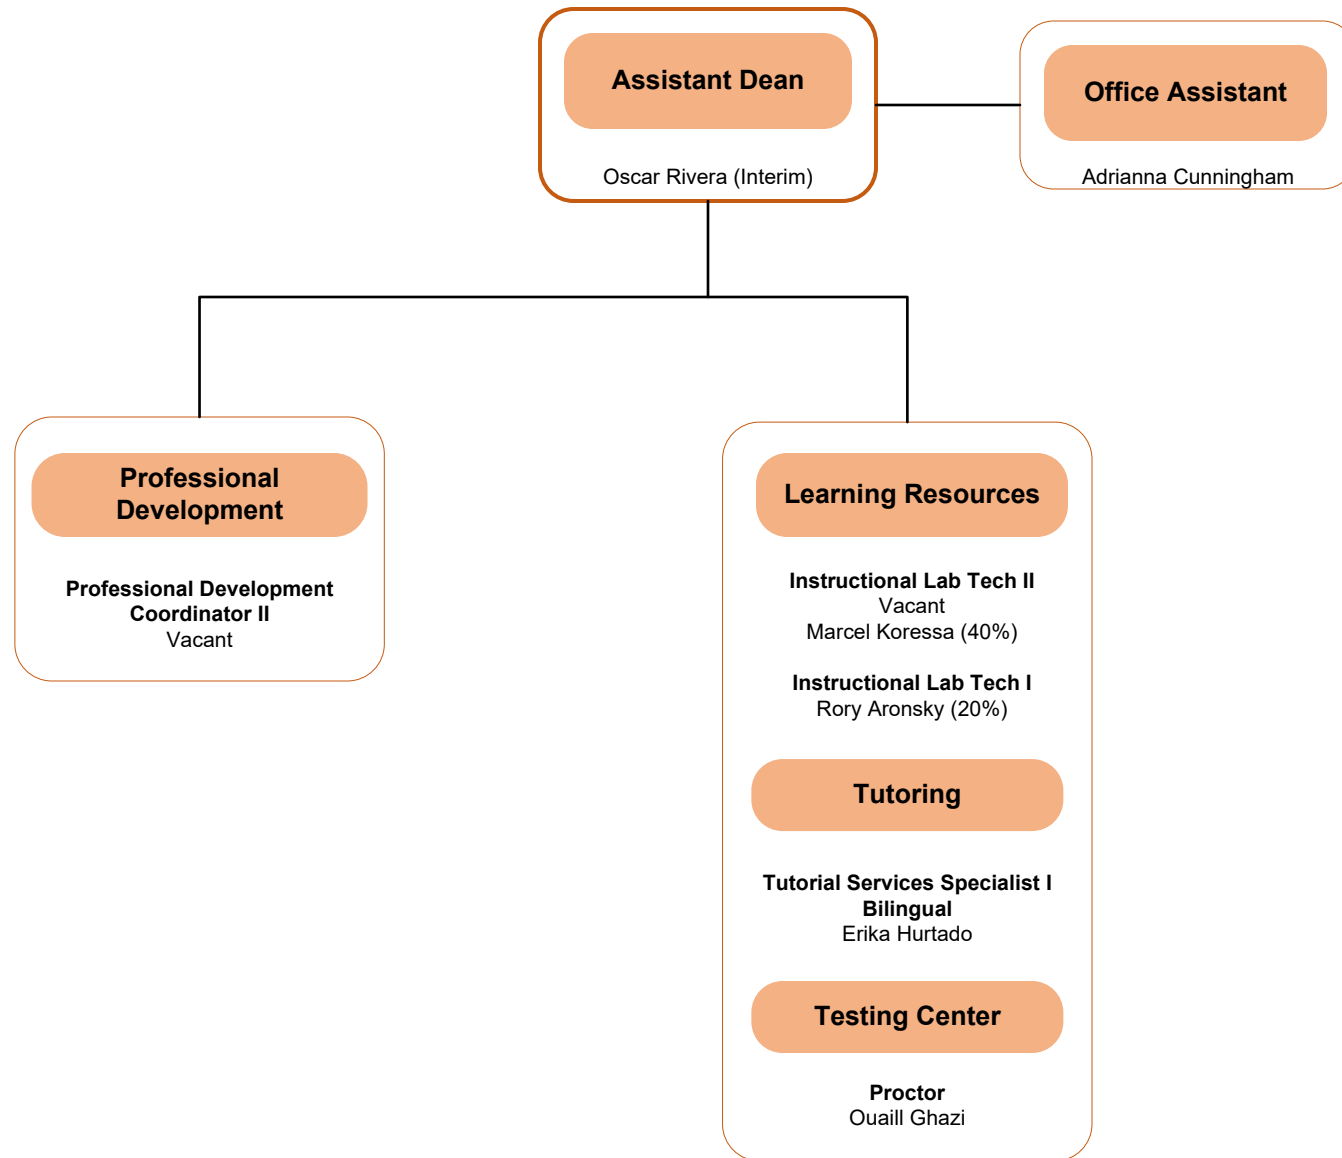 Assistant Dean
Oscar Rivera (Interim)
Office Assistant
Adrianna Cunningham
Professional
Development
Professional Development
Coordinator II
Vacant
Learning Resources
Instructional Lab Tech II
Vacant
Marcel Koressa (40%)
Instructional Lab Tech I
Rory Aronsky (20%)
Tutoring
Tutorial Services Specialist I
Bilingual
Erika Hurtado
Testing Center
Proctor
Ouaill Ghazi